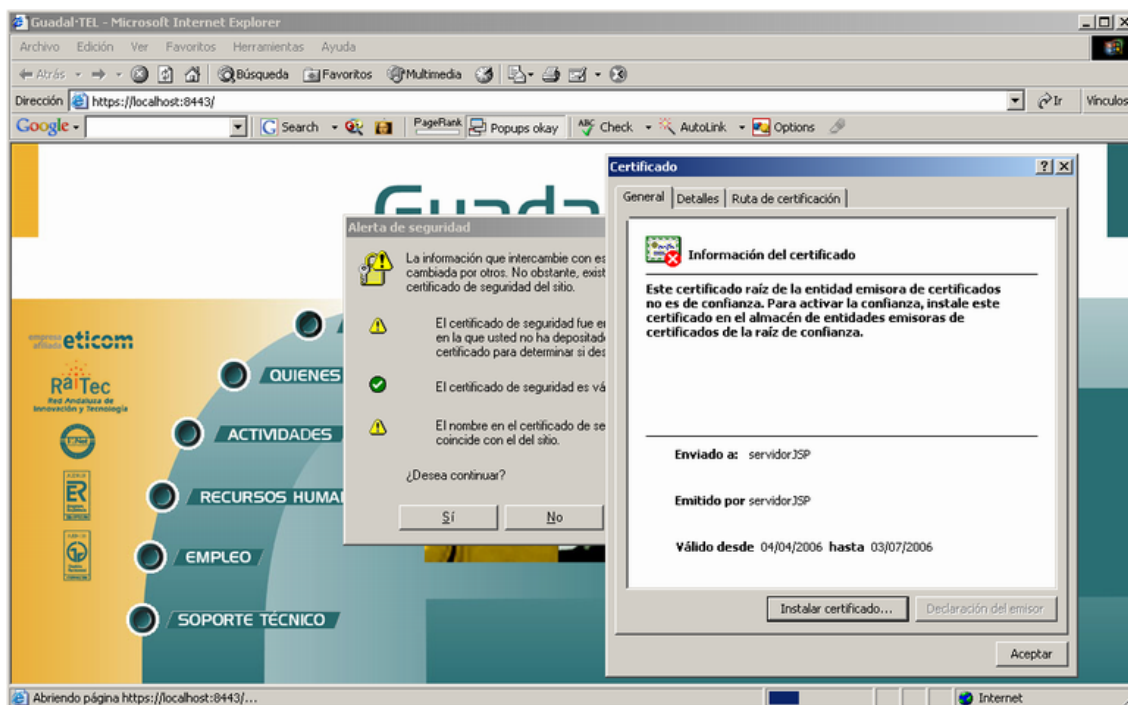 Guadal·TEL - Microsoft Internet Explorer
Archivo Edición Ver Favoritos Herramientas Ayuda
Atrás Búsqueda Favoritos Multimedia
Dirección https://localhost:8443/ Ir Vínculos
Google Search PageRank Popups okay ABC Check AutoLink Options
Guadal
empresa afiliada eticom
RaiTec
Red Andaluza de
Innovación y Tecnología
QUIENES
ACTIVIDADES
RECURSOS HUMA
EMPLEO
SOPORTE TÉCNICO
ER
Alerta de seguridad
La información que intercambie con es
cambiada por otros. No obstante, exist
certificado de seguridad del sitio.
El certificado de seguridad fue en
en la que usted no ha depositado
certificado para determinar si des
El certificado de seguridad es vá
El nombre en el certificado de se
coincide con el del sitio.
¿Desea continuar?
Sí No
Certificado
General Detalles Ruta de certificación
Información del certificado
Este certificado raíz de la entidad emisora de certificados
no es de confianza. Para activar la confianza, instale este
certificado en el almacén de entidades emisoras de
certificados de la raíz de confianza.
Enviado a: servidorJSP
Emitido por servidorJSP
Válido desde 04/04/2006 hasta 03/07/2006
Instalar certificado... Declaración del emisor
Aceptar
Abriendo página https://localhost:8443/... Internet